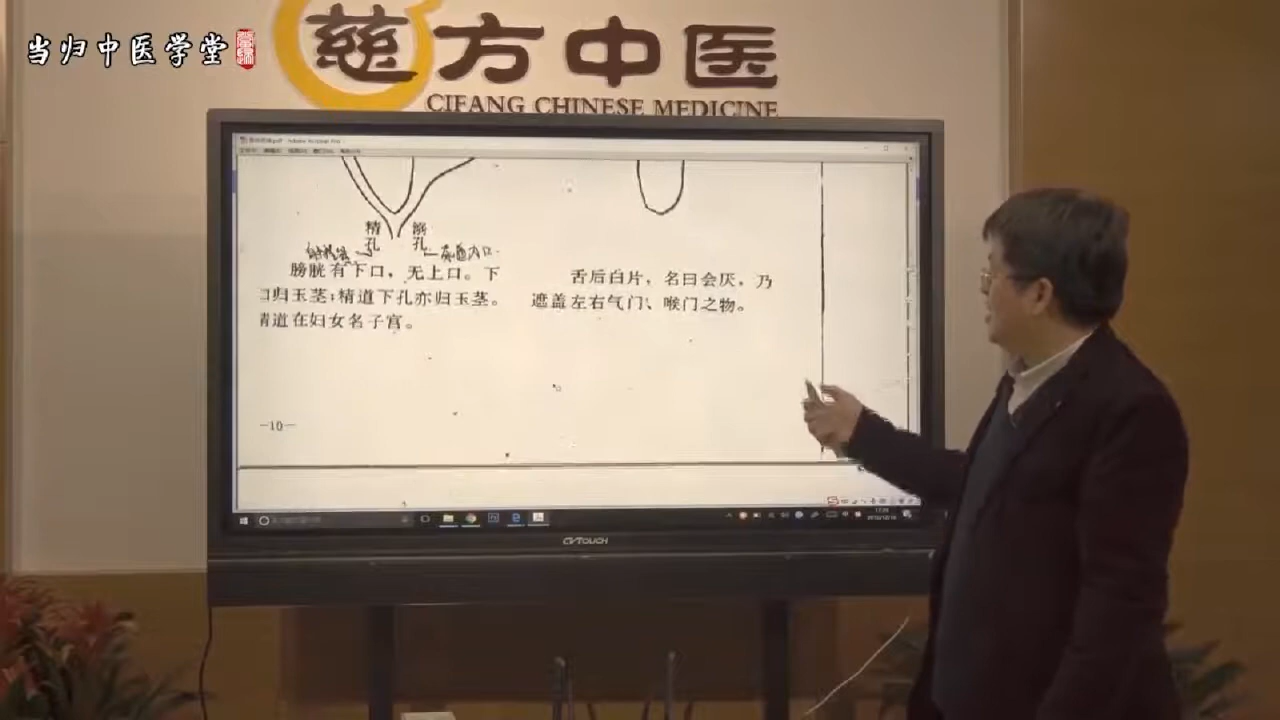 当归中医学堂
慈方中医
CIFANG CHINESE MEDICINE
精 溺
孔 孔
膀胱有下口，无上口。下
口归玉茎；精道下孔亦归玉茎。
精道在妇女名子宫。
舌后白片，名曰会厌，乃
遮盖左右气门、喉门之物。
—10—
CVTOUCH